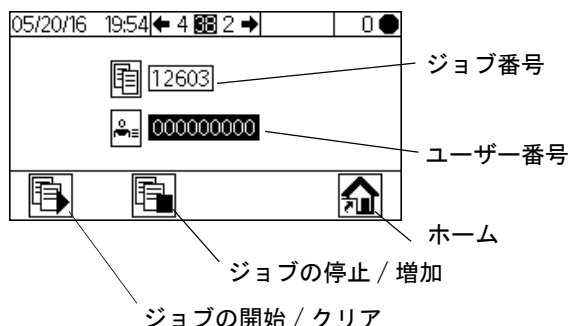 05/20/16 19:54 4 38 2 0
12603
ジョブ番号
000000000
ユーザー番号
ホーム
ジョブの停止 / 増加
ジョブの開始 / クリア